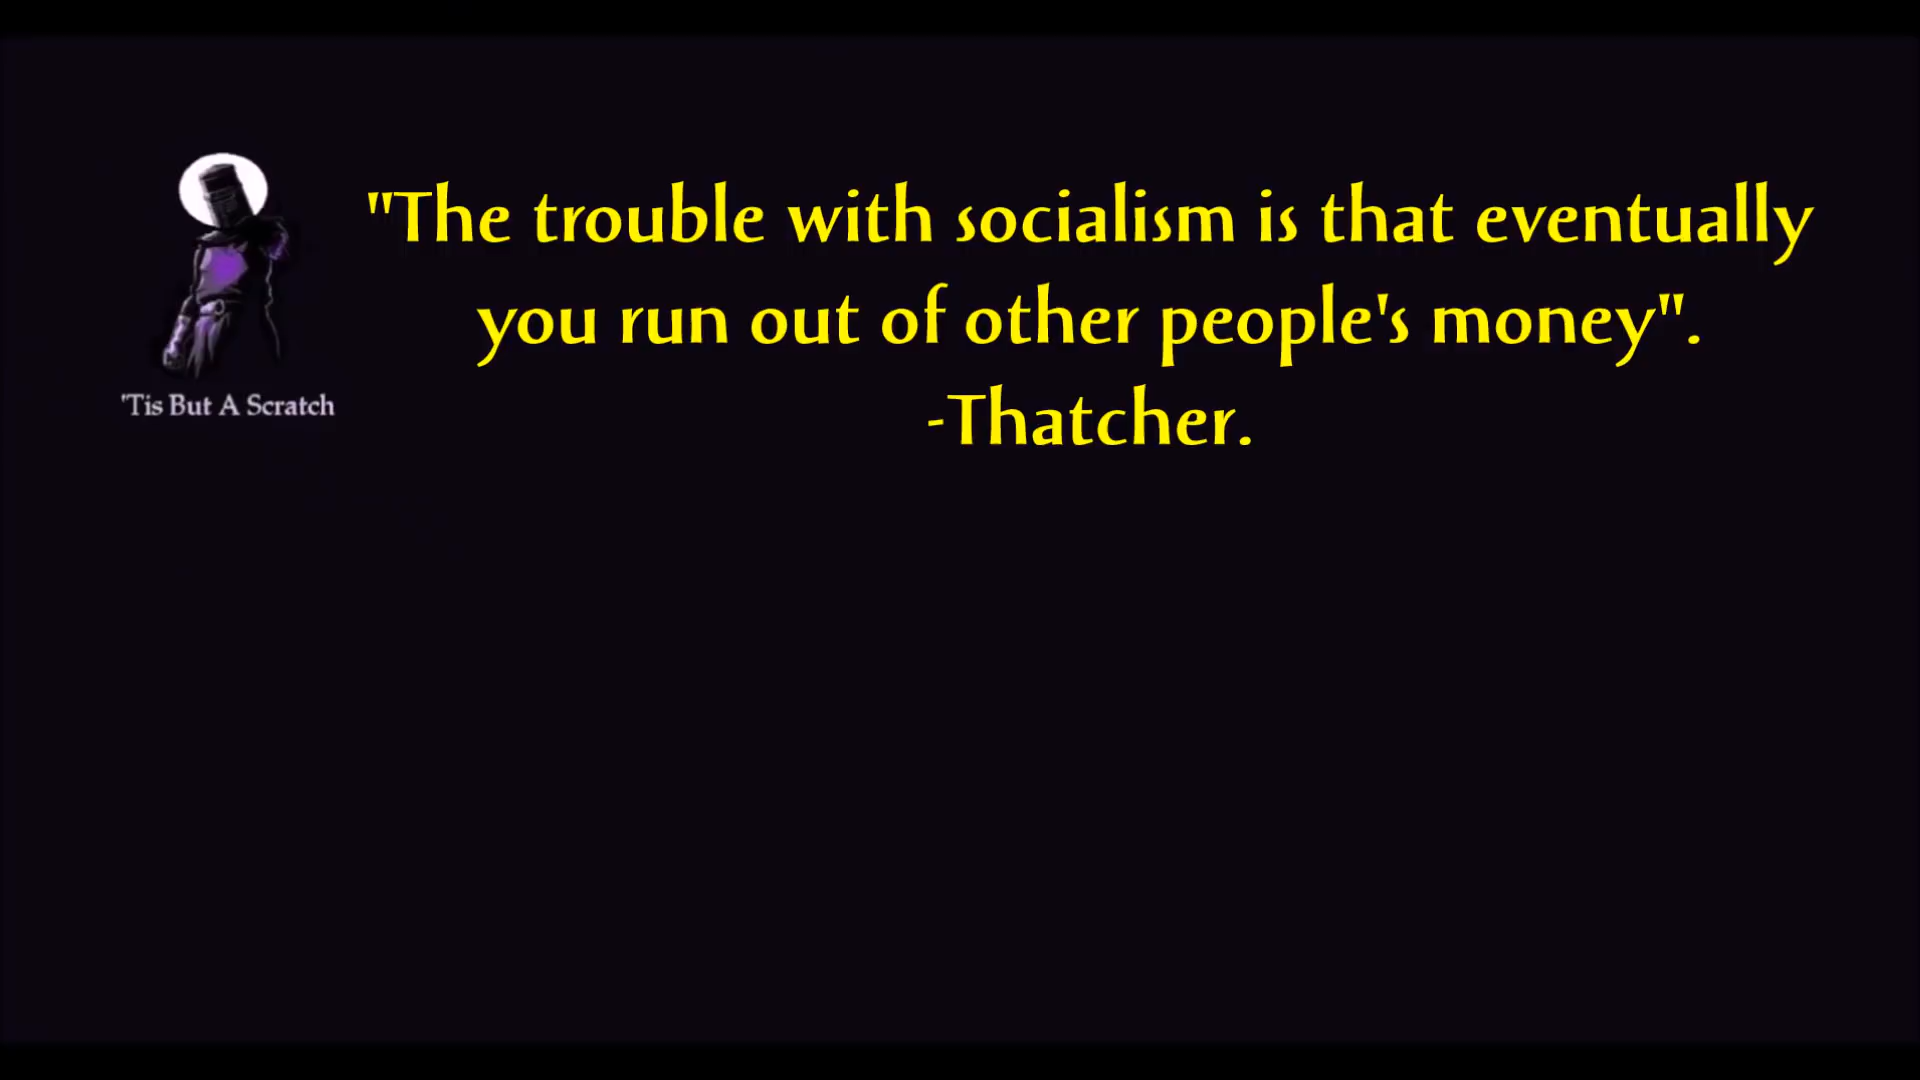 "The trouble with socialism is that eventually
you run out of other people's money".
-Thatcher.
'Tis But A Scratch